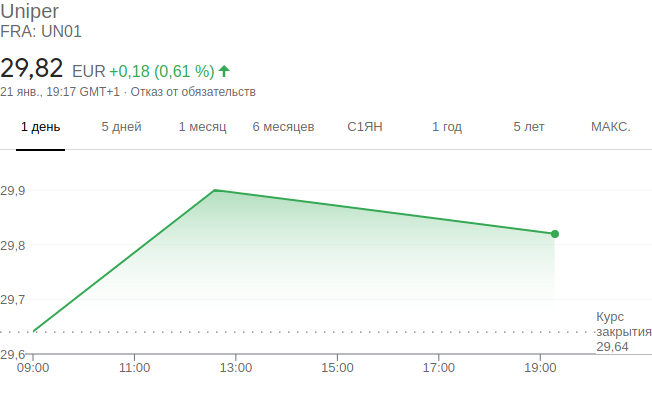 Uniper
FRA: UN01
29,82 EUR +0,18 (0,61 %)
21 янв., 19:17 GMT+1 · Отказ от обязательств
1 день 5 дней 1 месяц 6 месяцев С1ЯН 1 год 5 лет МАКС.
29,9
29,8
29,7
Курс
закрытия
29,64
29,6
09:00 11:00 13:00 15:00 17:00 19:00